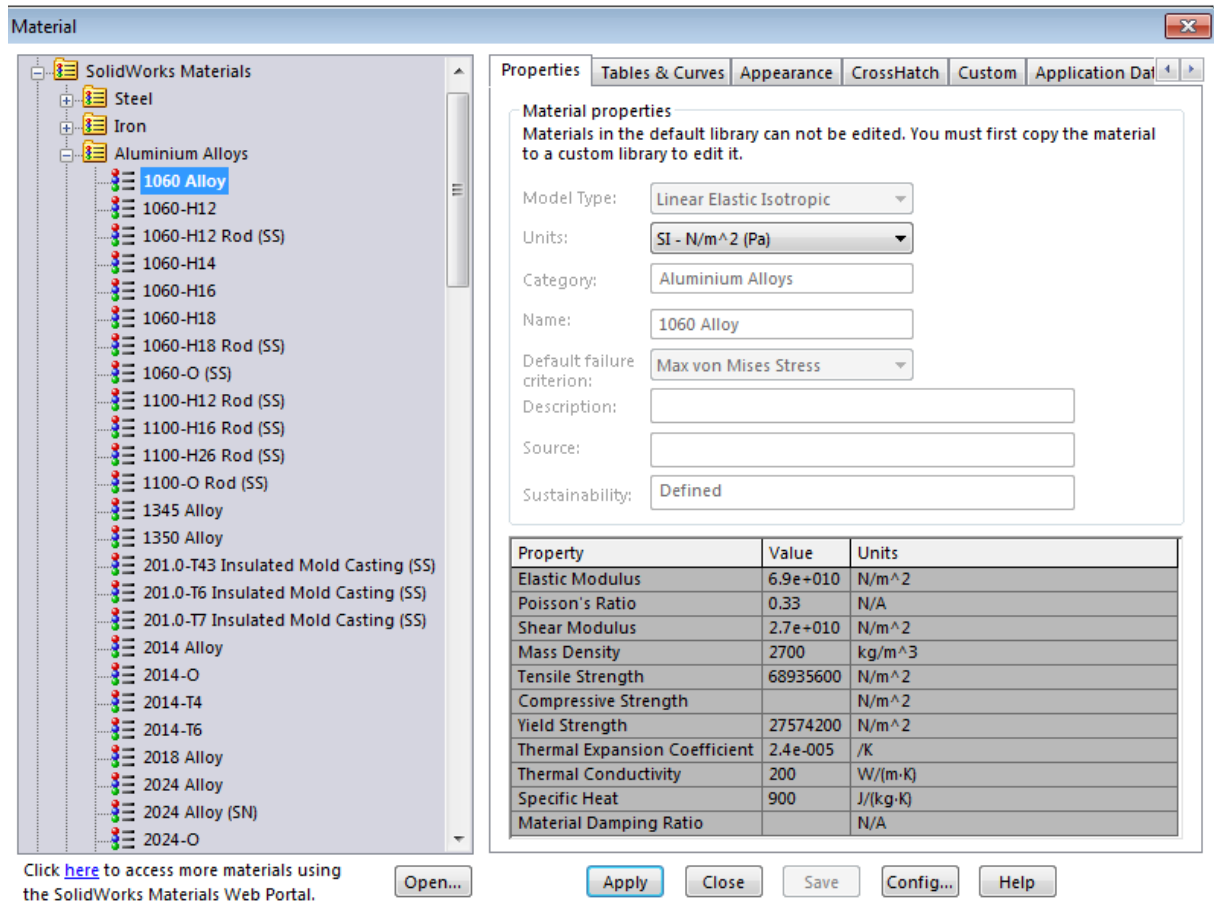 Material
SolidWorks Materials
Steel
Iron
Aluminium Alloys
1060 Alloy
1060-H12
1060-H12 Rod (SS)
1060-H14
1060-H16
1060-H18
1060-H18 Rod (SS)
1060-O (SS)
1100-H12 Rod (SS)
1100-H16 Rod (SS)
1100-H26 Rod (SS)
1100-O Rod (SS)
1345 Alloy
1350 Alloy
201.0-T43 Insulated Mold Casting (SS)
201.0-T6 Insulated Mold Casting (SS)
201.0-T7 Insulated Mold Casting (SS)
2014 Alloy
2014-O
2014-T4
2014-T6
2018 Alloy
2024 Alloy
2024 Alloy (SN)
2024-O
Click here to access more materials using
the SolidWorks Materials Web Portal.
Open...
Properties Tables & Curves Appearance CrossHatch Custom Application Dat
Material properties
Materials in the default library can not be edited. You must first copy the material
to a custom library to edit it.
Model Type: Linear Elastic Isotropic
Units: SI - N/m^2 (Pa)
Category: Aluminium Alloys
Name: 1060 Alloy
Default failure
criterion: Max von Mises Stress
Description:
Source:
Sustainability: Defined
Property Value Units
Elastic Modulus 6.9e+010 N/m^2
Poisson's Ratio 0.33 N/A
Shear Modulus 2.7e+010 N/m^2
Mass Density 2700 kg/m^3
Tensile Strength 68935600 N/m^2
Compressive Strength N/m^2
Yield Strength 27574200 N/m^2
Thermal Expansion Coefficient 2.4e-005 /K
Thermal Conductivity 200 W/(m·K)
Specific Heat 900 J/(kg·K)
Material Damping Ratio N/A
Apply Close Save Config... Help